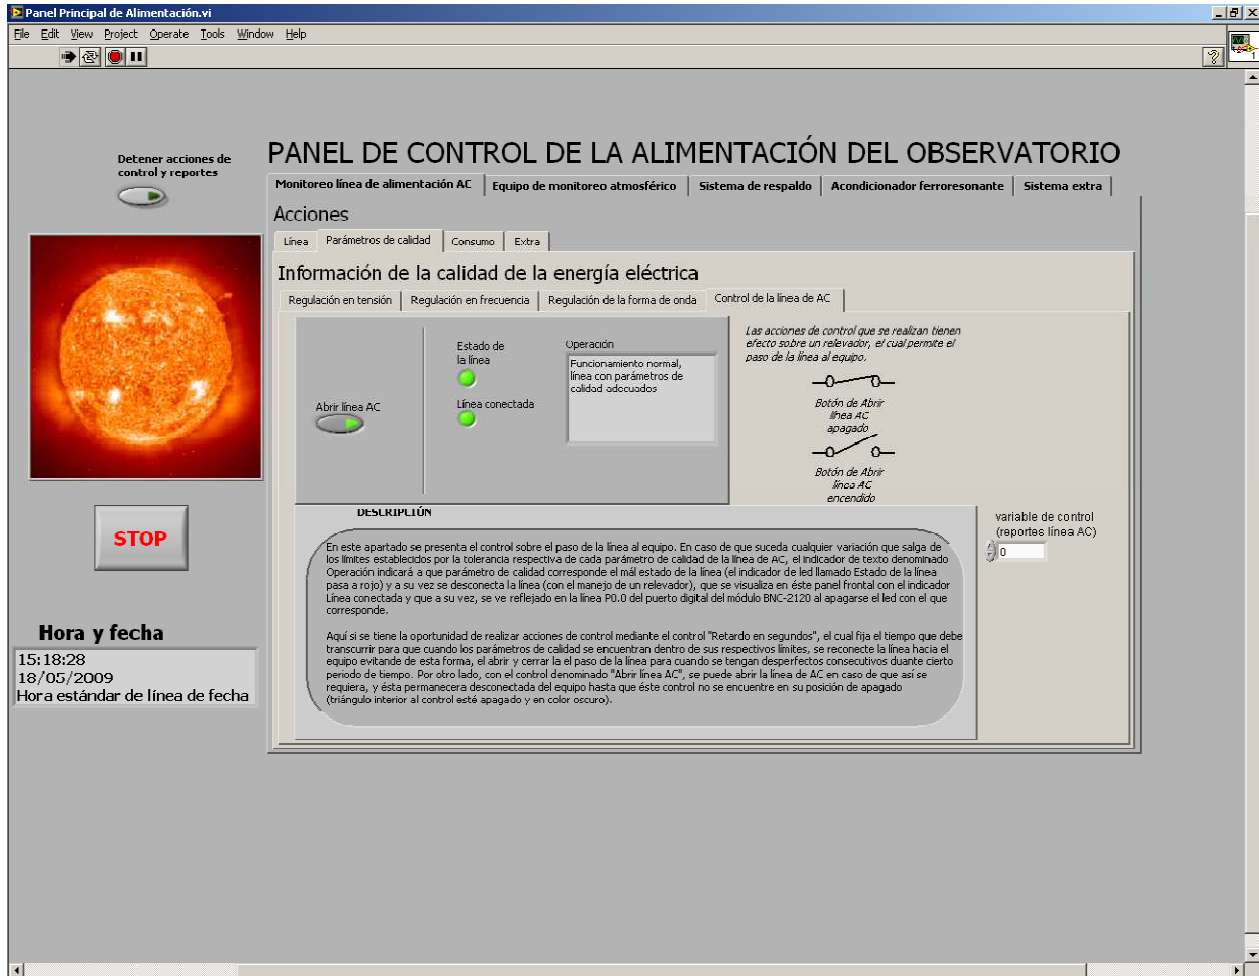 Panel Principal de Alimentación.vi
File Edit View Project Operate Tools Window Help
Detener acciones de
control y reportes
PANEL DE CONTROL DE LA ALIMENTACIÓN DEL OBSERVATORIO
Monitoreo línea de alimentación AC Equipo de monitoreo atmosférico Sistema de respaldo Acondicionador ferroresonante Sistema extra
Acciones
Línea Parámetros de calidad Consumo Extra
Información de la calidad de la energía eléctrica
Regulación en tensión Regulación en frecuencia Regulación de la forma de onda Control de la línea de AC
Abrir línea AC
Estado de
la línea
Línea conectada
Operación
Funcionamiento normal,
línea con parámetros de
calidad adecuados
Las acciones de control que se realizan tienen
efecto sobre un relevador, el cual permite el
paso de la línea al equipo.
Botón de Abrir
línea AC
apagado
Botón de Abrir
línea AC
encendido
DESCRIPCIÓN
En este apartado se presenta el control sobre el paso de la línea al equipo. En caso de que suceda cualquier variación que salga de
los límites establecidos por la tolerancia respectiva de cada parámetro de calidad de la línea de AC, el indicador de texto denominado
Operación indicará a que parámetro de calidad corresponde el mál estado de la línea (el indicador de led llamado Estado de la línea
pasa a rojo) y a su vez se desconecta la línea (con el manejo de un relevador), que se visualiza en éste panel frontal con el indicador
Línea conectada y que a su vez, se ve reflejado en la línea P0.0 del puerto digital del módulo BNC-2120 al apagarse el led con el que
corresponde.
Aquí si se tiene la oportunidad de realizar acciones de control mediante el control "Retardo en segundos", el cual fija el tiempo que debe
transcurrir para que cuando los parámetros de calidad se encuentran dentro de sus respectivos límites, se reconecte la línea hacia el
equipo evitande de esta forma, el abrir y cerrar la el paso de la línea para cuando se tengan desperfectos consecutivos duante cierto
periodo de tiempo. Por otro lado, con el control denominado "Abrir línea AC", se puede abrir la línea de AC en caso de que así se
requiera, y ésta permanecera desconectada del equipo hasta que éste control no se encuentre en su posición de apagado
(triángulo interior al control esté apagado y en color oscuro).
variable de control
(reportes línea AC)
0
STOP
Hora y fecha
15:18:28
18/05/2009
Hora estándar de línea de fecha